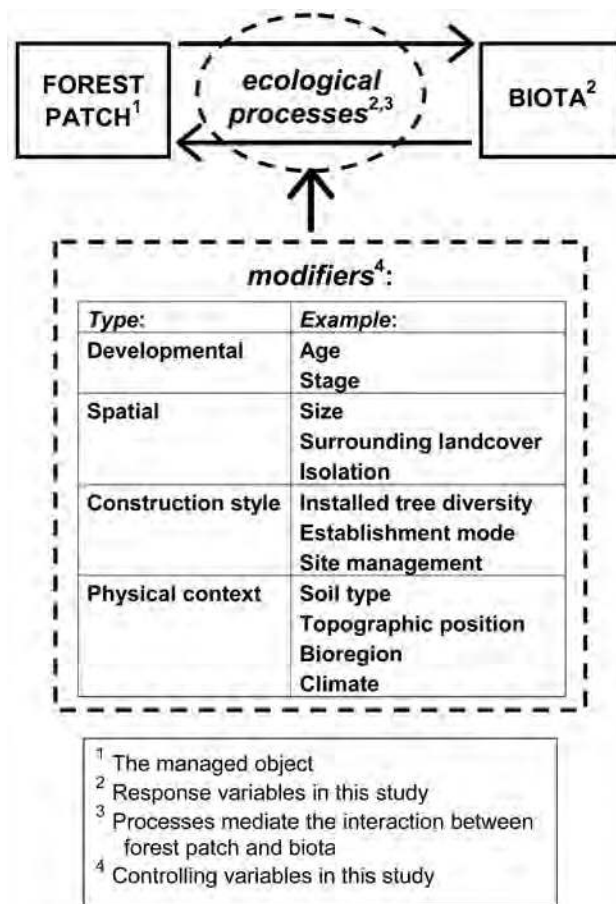 FOREST
PATCH1
ecological
processes2,3
BIOTA2
modifiers4:
Type: Example:
Developmental Age
Stage
Spatial Size
Surrounding landcover
Isolation
Construction style Installed tree diversity
Establishment mode
Site management
Physical context Soil type
Topographic position
Bioregion
Climate
1 The managed object
2 Response variables in this study
3 Processes mediate the interaction between
forest patch and biota
4 Controlling variables in this study